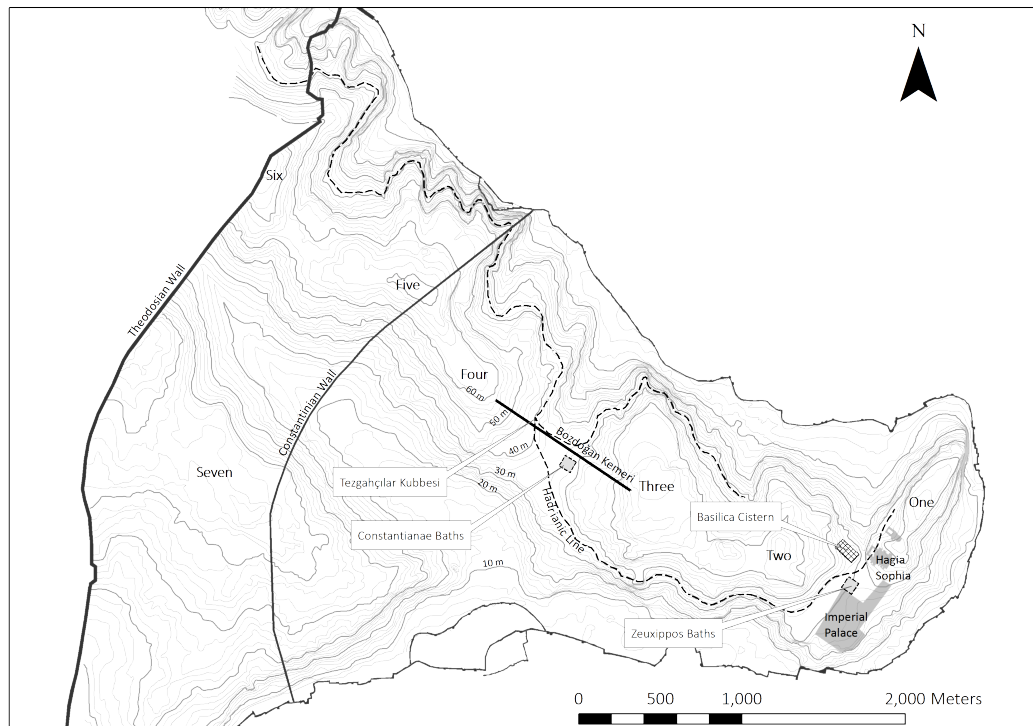 N
Six
Theodosian Wall
Five
Constantinian Wall
Four
60 m
50 m
40 m
30 m
20 m
10 m
Bozdoğan Kemeri
Tezgahçılar Kubbesi
Seven
Three
One
Hadrianic Line
Basilica Cistern
Constantianae Baths
Two
Hagia
Sophia
Imperial
Palace
Zeuxippos Baths
0 500 1,000 2,000 Meters